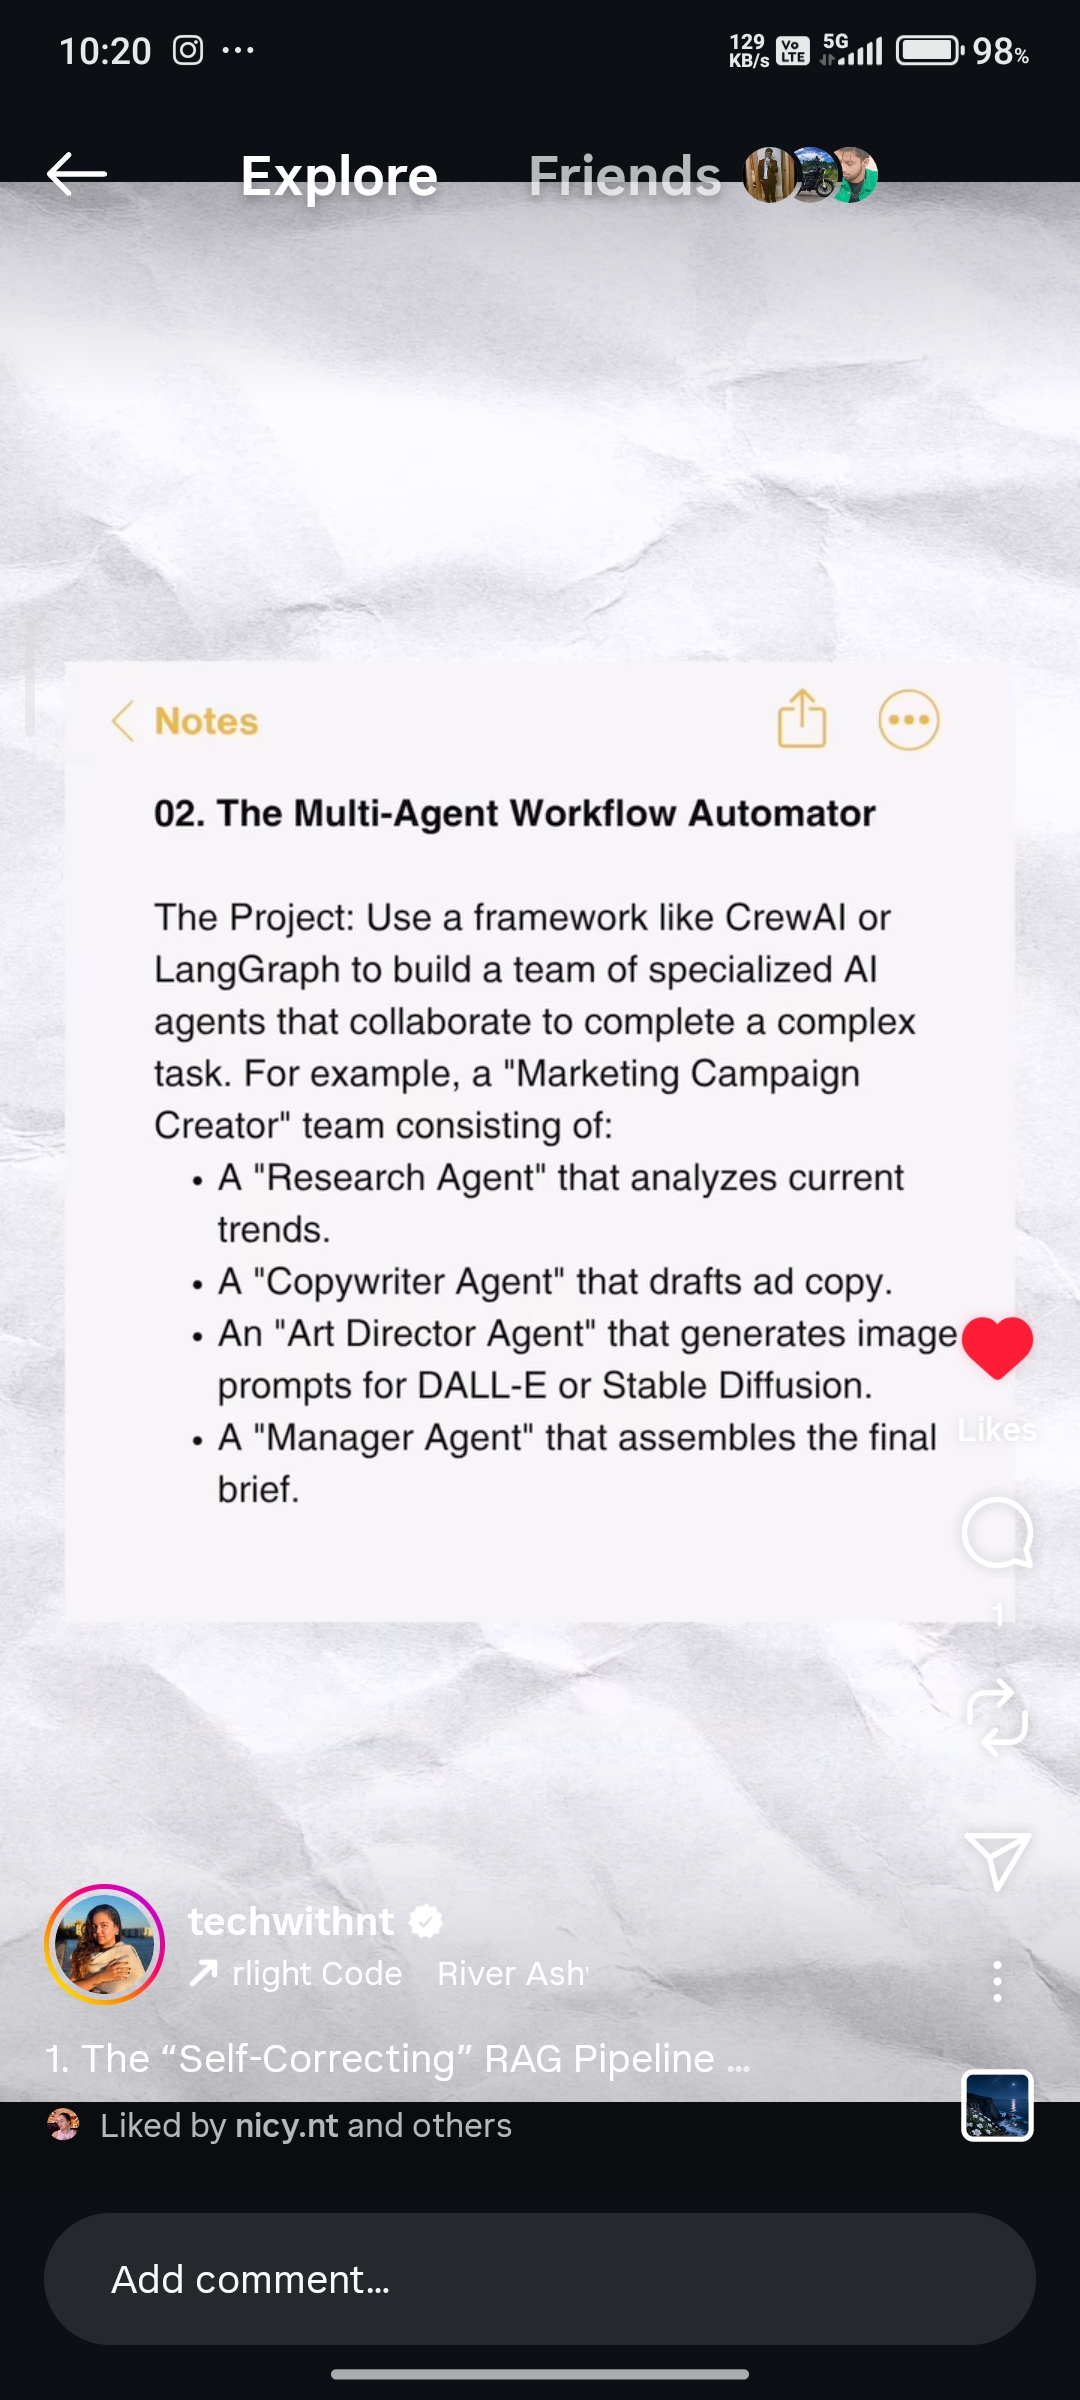 10:20
129 KB/s Vo LTE 5G 98%
Explore Friends
Notes
02. The Multi-Agent Workflow Automator
The Project: Use a framework like CrewAI or
LangGraph to build a team of specialized AI
agents that collaborate to complete a complex
task. For example, a "Marketing Campaign
Creator" team consisting of:
• A "Research Agent" that analyzes current
trends.
• A "Copywriter Agent" that drafts ad copy.
• An "Art Director Agent" that generates image
prompts for DALL-E or Stable Diffusion.
• A "Manager Agent" that assembles the final
brief.
Likes
1
techwithnt
rlight Code River Ash
1. The “Self-Correcting” RAG Pipeline ...
Liked by nicy.nt and others
Add comment...